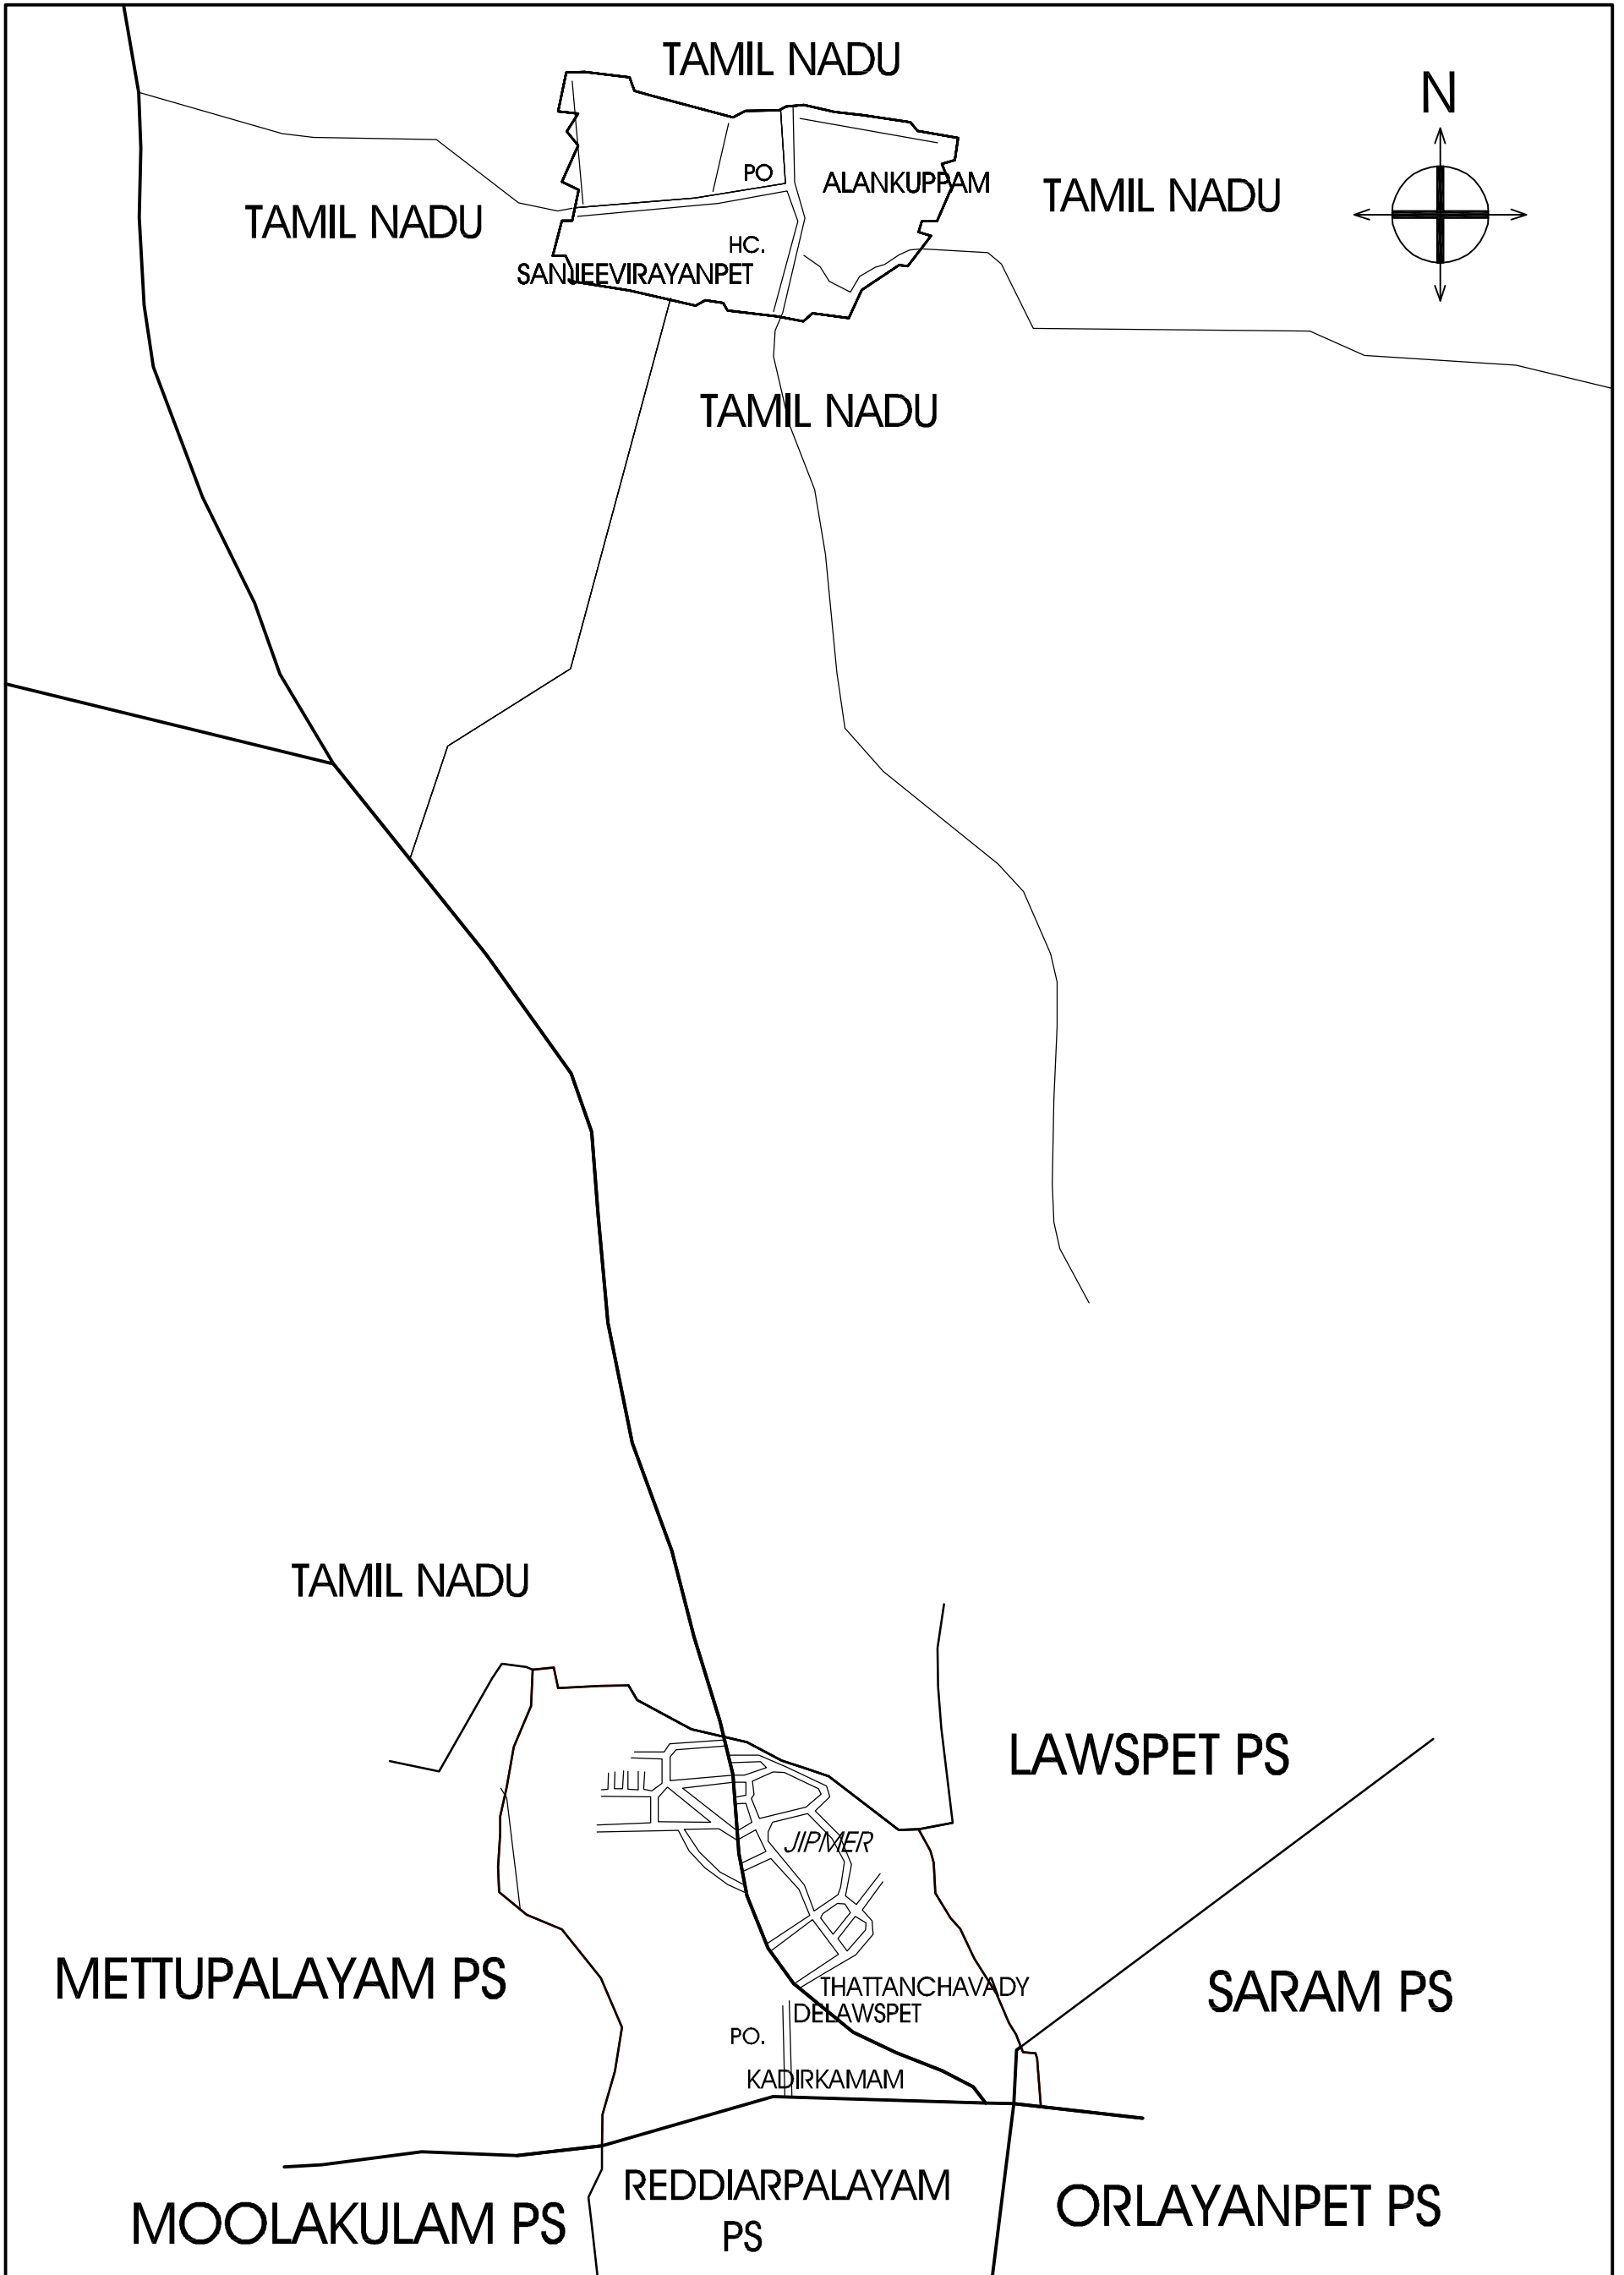 TAMIL NADU
N
PO
ALANKUPPAM
TAMIL NADU
TAMIL NADU
HC.
SANJEEVIRAYANPET
TAMIL NADU
TAMIL NADU
LAWSPET PS
JIPMER
METTUPALAYAM PS
THATTANCHAVADY
SARAM PS
DELAWSPET
PO.
KADIRKAMAM
REDDIARPALAYAM
PS
ORLAYANPET PS
MOOLAKULAM PS